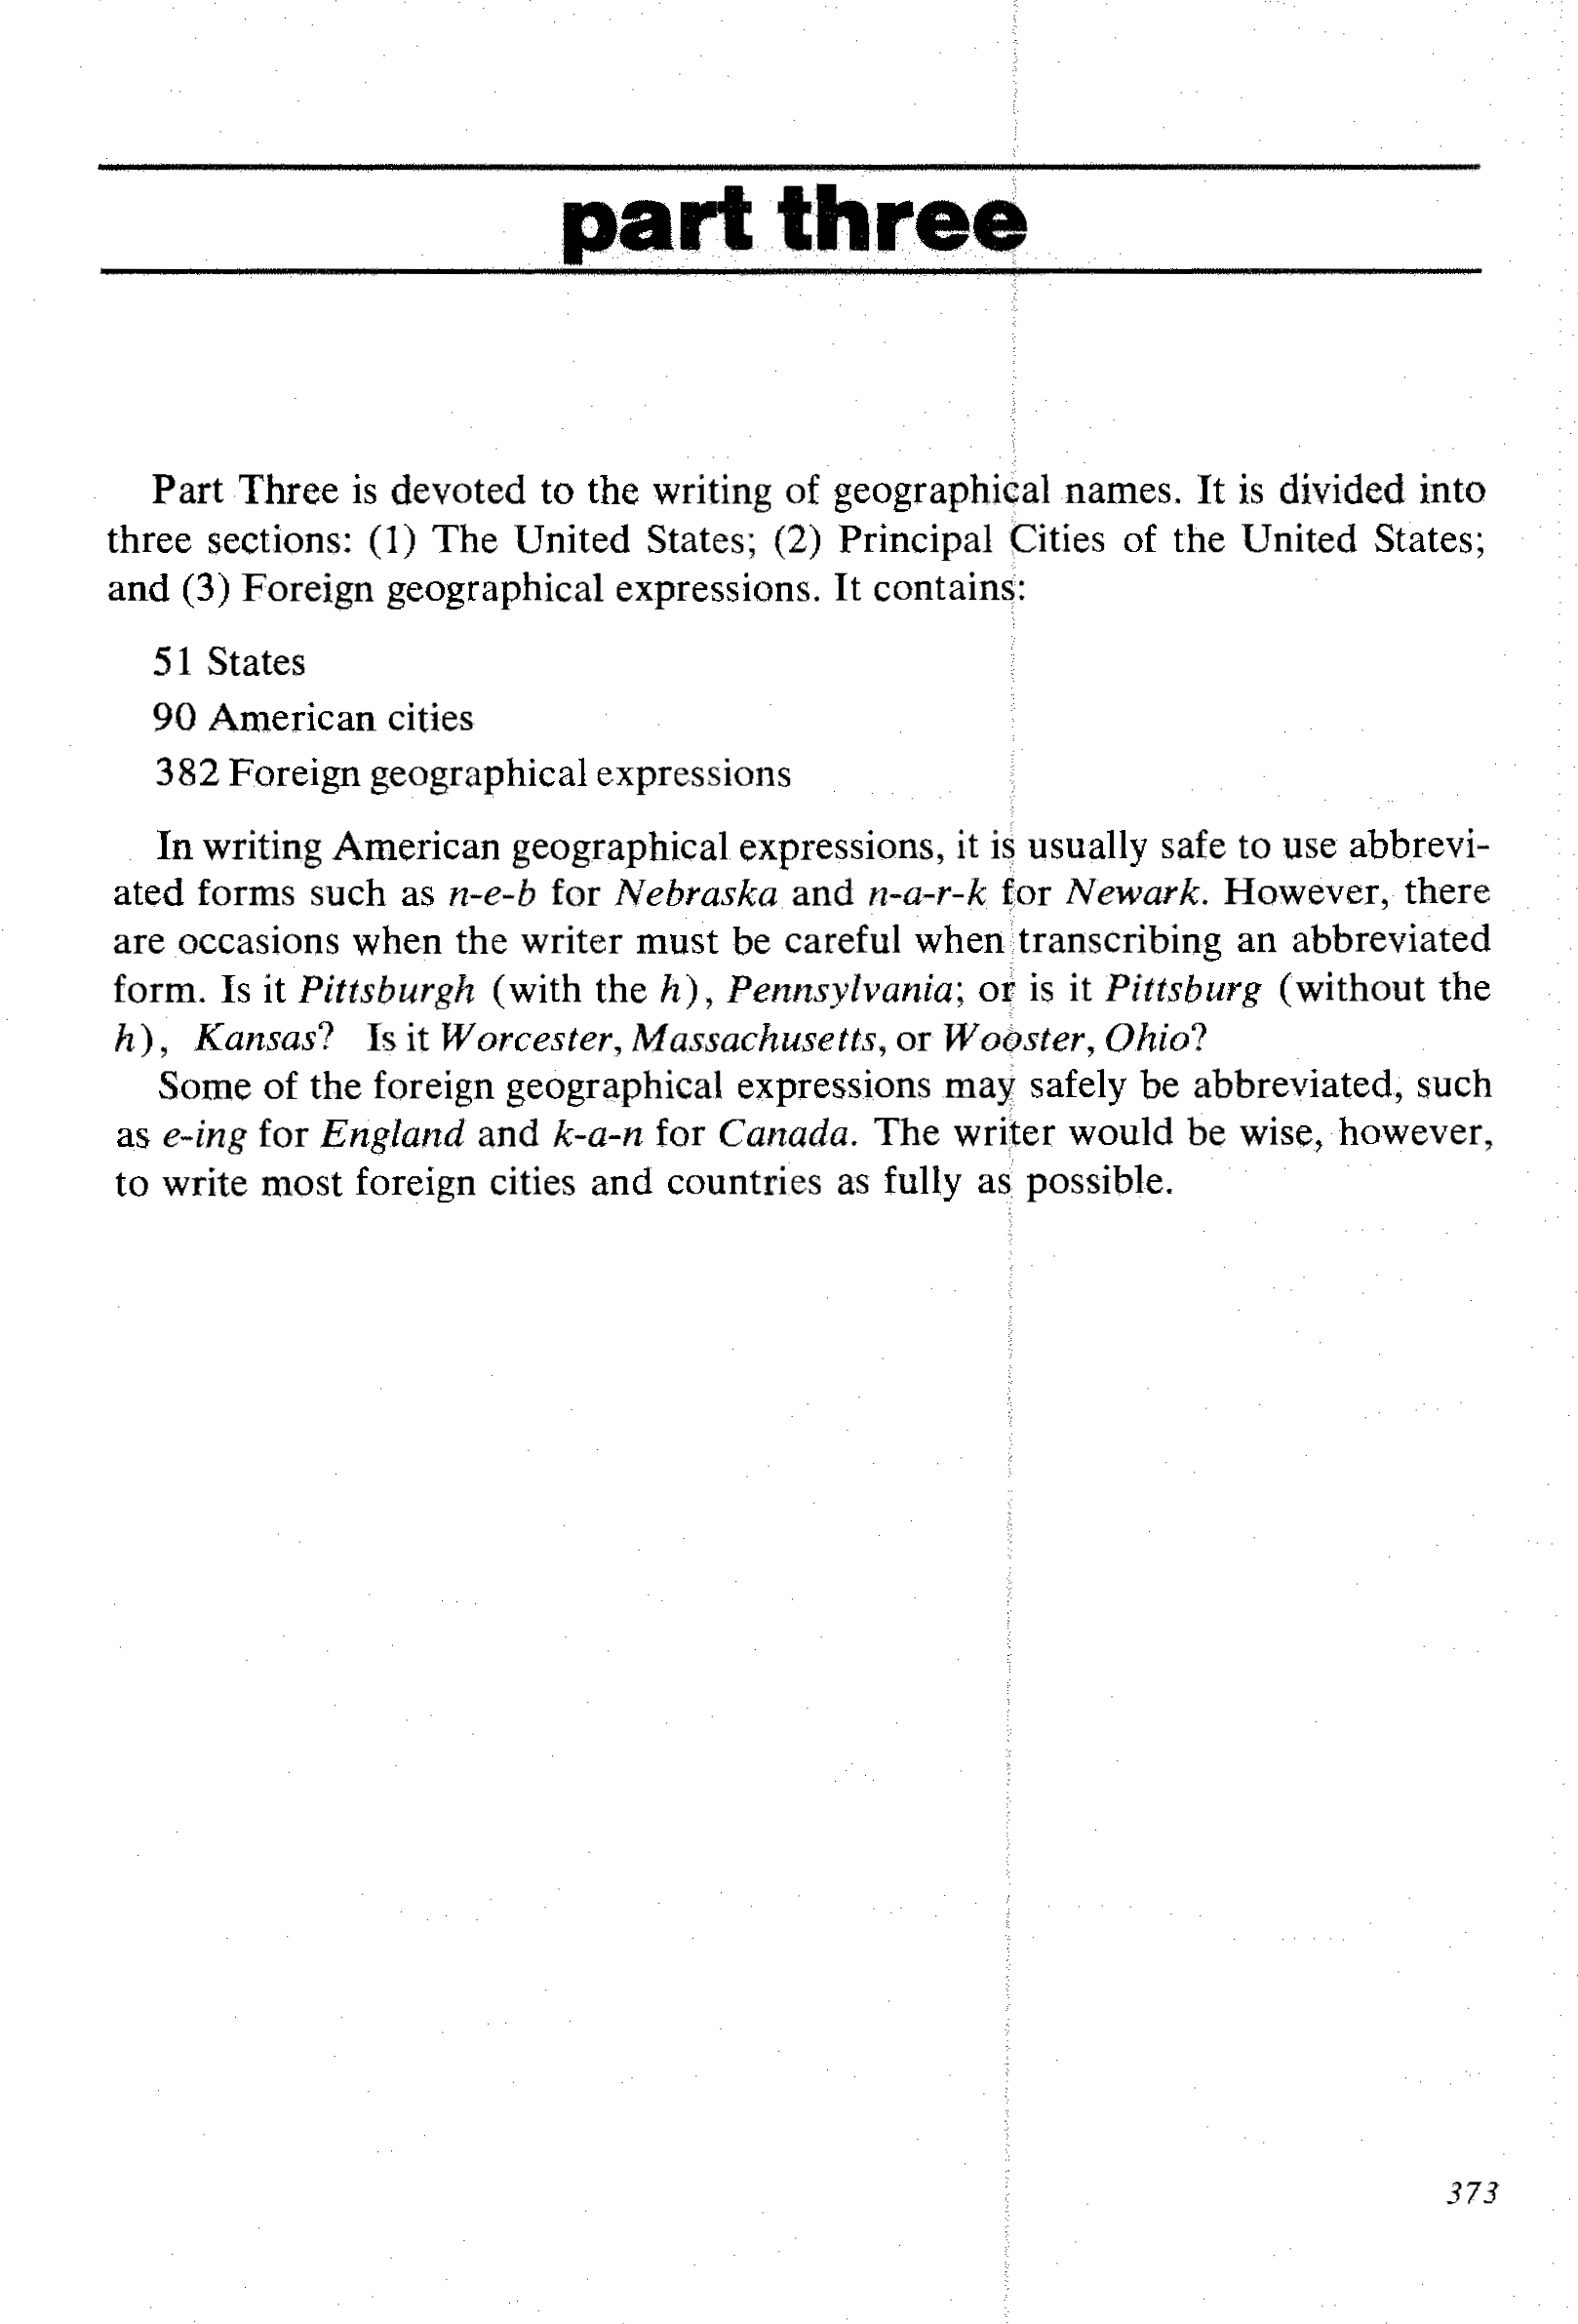 part three
Part Three is devoted to the writing of geographical names. It is divided into
three sections: (1) The United States; (2) Principal Cities of the United States;
and (3) Foreign geographical expressions. It contains:
51 States
90 American cities
382 Foreign geographical expressions
In writing American geographical expressions, it is usually safe to use abbrevi-
ated forms such as n-e-b for Nebraska and n-a-r-k for Newark. However, there
are occasions when the writer must be careful when transcribing an abbreviated
form. Is it Pittsburgh (with the h), Pennsylvania; or is it Pittsburg (without the
h), Kansas? Is it Worcester, Massachusetts, or Wooster, Ohio?
Some of the foreign geographical expressions may safely be abbreviated, such
as e-ing for England and k-a-n for Canada. The writer would be wise, however,
to write most foreign cities and countries as fully as possible.
373